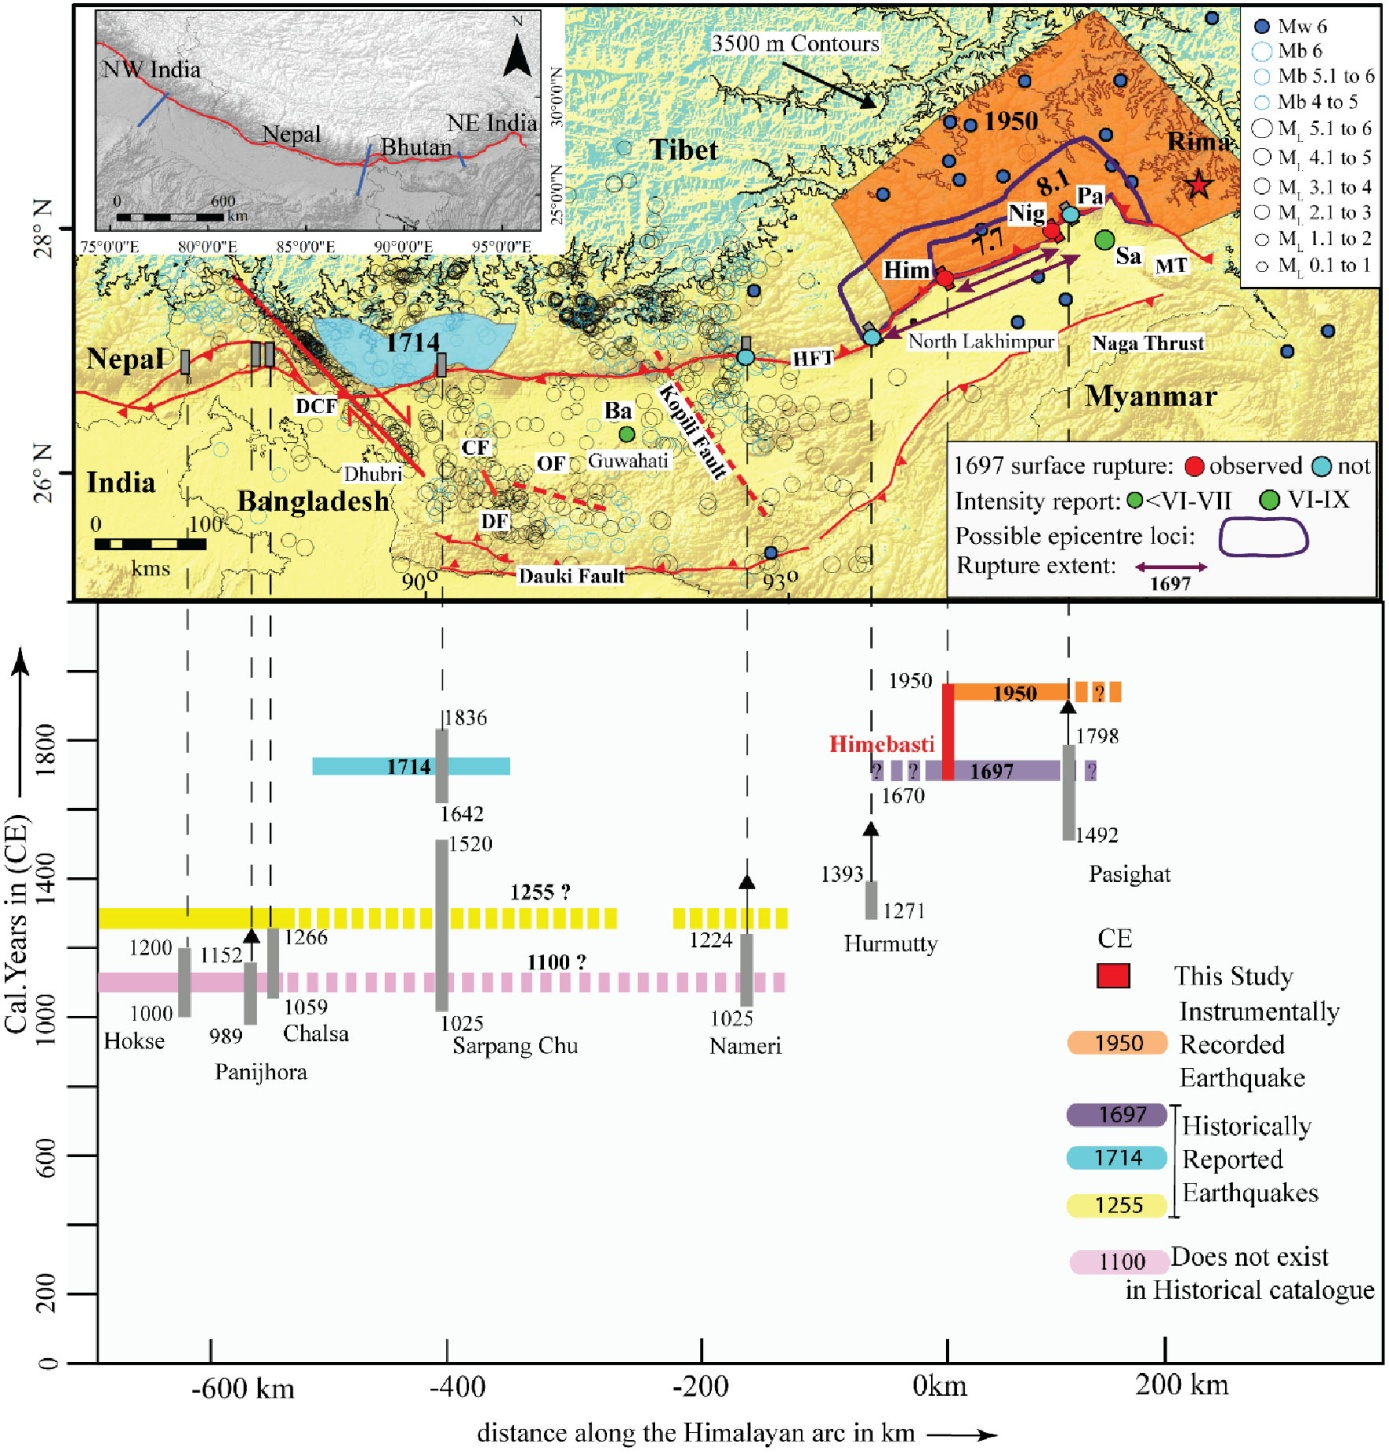 N
NW India
Nepal
Bhutan
NE India
0
600
km
75°00'0"E
80°00'0"E
85°00'0"E
90°00'0"E
95°00'0"E
30°0'0"N
25°0'0"N
3500 m Contours
Tibet
1950
Rima
8.1
7.7
Pa
Nig
Him
Sa
MT
Mw 6
Mb 6
Mb 5.1 to 6
Mb 4 to 5
ML 5.1 to 6
ML 4.1 to 5
ML 3.1 to 4
ML 2.1 to 3
ML 1.1 to 2
ML 0.1 to 1
28° N
26° N
1714
Nepal
HFT
North Lakhimpur
Naga Thrust
Myanmar
DCF
Ba
Kopili Fault
CF
OF
Guwahati
Dhubri
India
Bangladesh
DF
0
100
kms
90°
Dauki Fault
93°
1697 surface rupture: observed not
Intensity report: <VI-VII VI-IX
Possible epicentre loci:
Rupture extent:
1697
Cal. Years in (CE)
1800
1400
1000
600
200
0
1950
1950
?
1836
1798
Himebasti
1714
? ?
1697
?
1670
1642
1520
1492
Pasighat
1393
1271
Hurmutty
1255 ?
1200
1152
1266
1224
1100 ?
1000
989
1059
1025
1025
Hokse
Chalsa
Sarpang Chu
Nameri
Panijhora
CE
This Study
Instrumentally
1950 Recorded
Earthquake
1697
Historically
1714 Reported
1255 Earthquakes
1100 Does not exist
in Historical catalogue
-600 km
-400
-200
0km
200 km
distance along the Himalayan arc in km